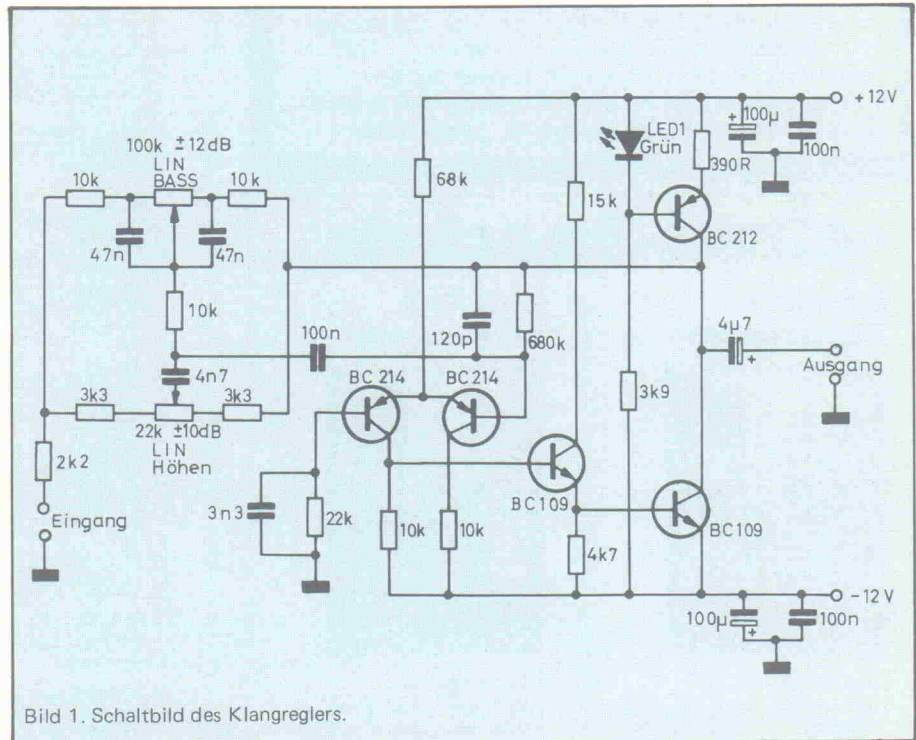 +12V
100µ
+
100n
LED1
Grün
390R
BC 212
100k ±12dB
LIN
BASS
10k
10k
47n
47n
68k
15k
10k
100n
120p
680k
4n7
3k3
3k3
22k ±10dB
LIN
Höhen
2k2
Eingang
BC 214
BC 214
3k9
4µ7
+
Ausgang
3n3
22k
10k
10k
BC109
4k7
BC109
-12V
100µ
+
100n
Bild 1. Schaltbild des Klangreglers.